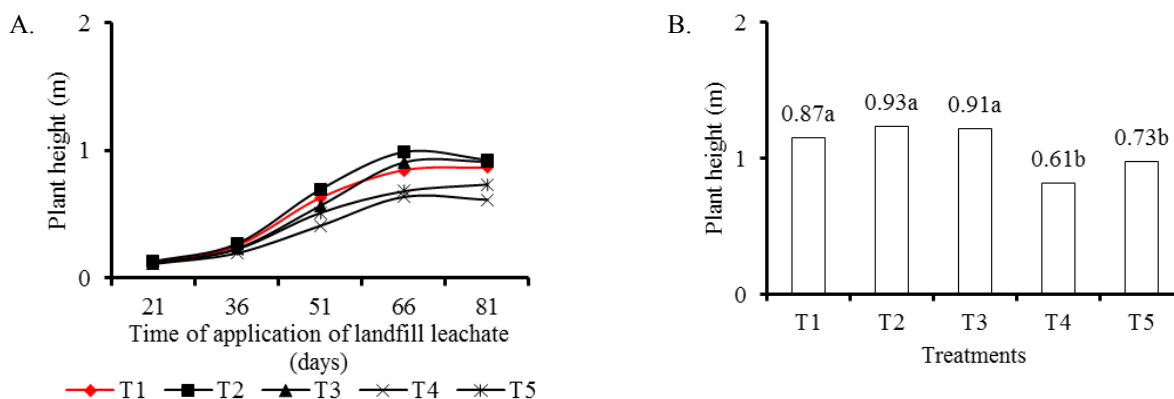 A.
Plant height (m)
2
1
0
21 36 51 66 81
Time of application of landfill leachate
(days)
T1 T2 T3 T4 T5
B.
Plant height (m)
2
1
0
0.87a 0.93a 0.91a 0.61b 0.73b
T1 T2 T3 T4 T5
Treatments